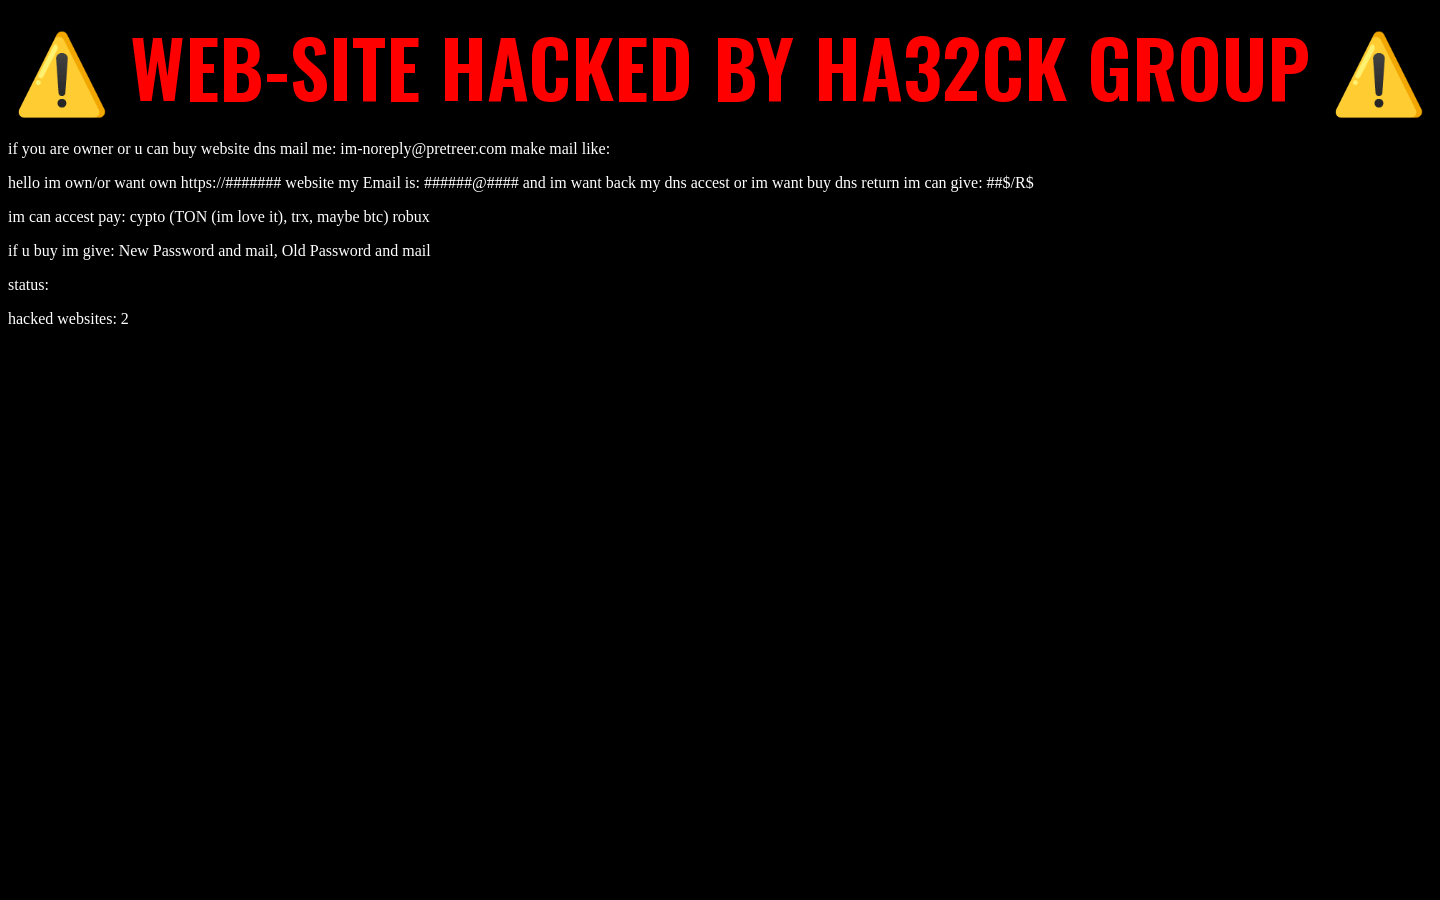 ⚠️ WEB-SITE HACKED BY HA32CK GROUP ⚠️
if you are owner or u can buy website dns mail me: im-noreply@pretreer.com make mail like:
hello im own/or want own https://####### website my Email is: ######@#### and im want back my dns accest or im want buy dns return im can give: ##$/R$
im can accest pay: cypto (TON (im love it), trx, maybe btc) robux
if u buy im give: New Password and mail, Old Password and mail
status:
hacked websites: 2